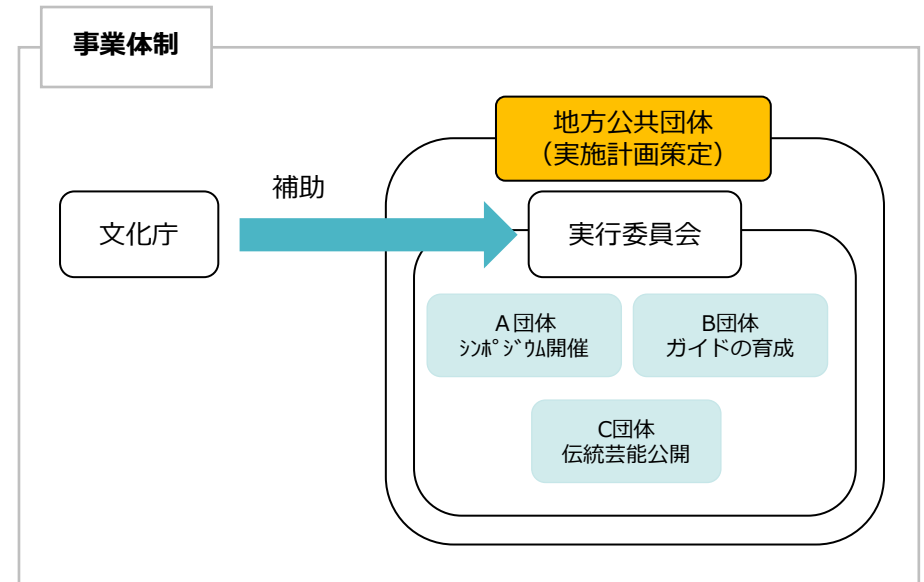 事業体制
地方公共団体
（実施計画策定）
補助
文化庁
実行委員会
A団体
ｼﾝﾎﾟｼﾞｳﾑ開催
B団体
ガイドの育成
C団体
伝統芸能公開